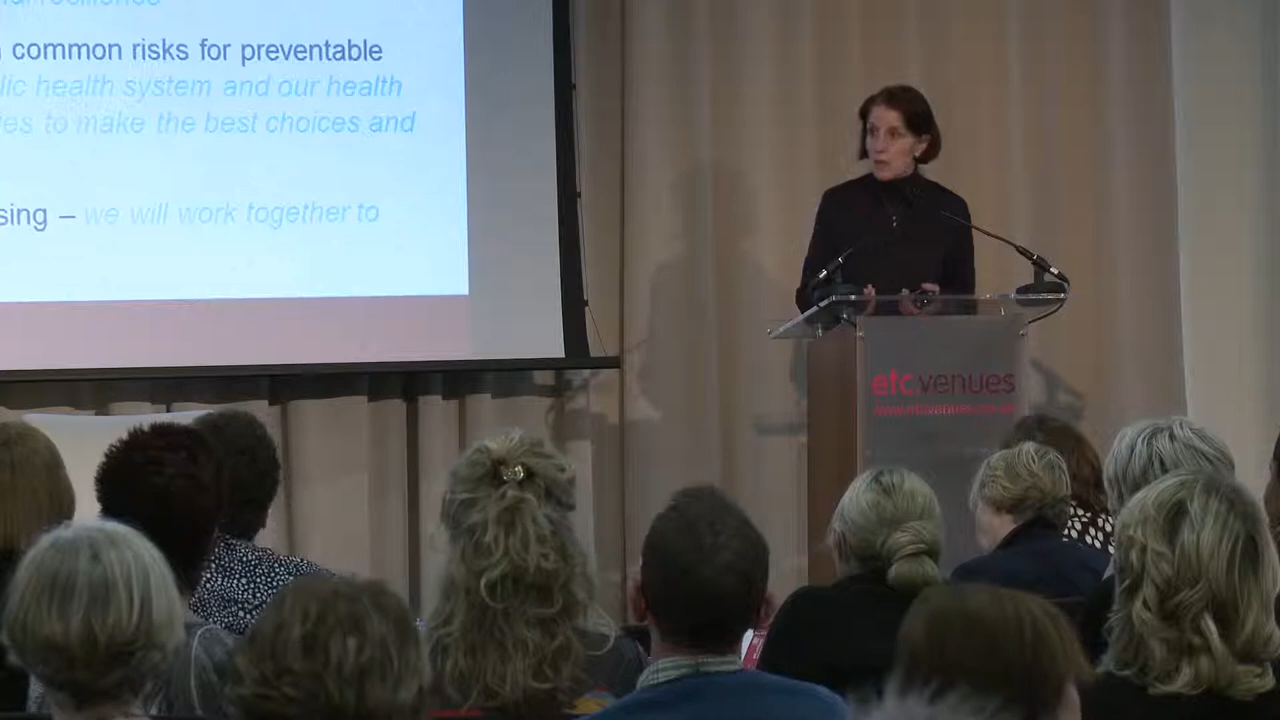 common risks for preventable
lic health system and our health
ies to make the best choices and
sing – we will work together to
etc.venues
www.etcvenues.co.uk